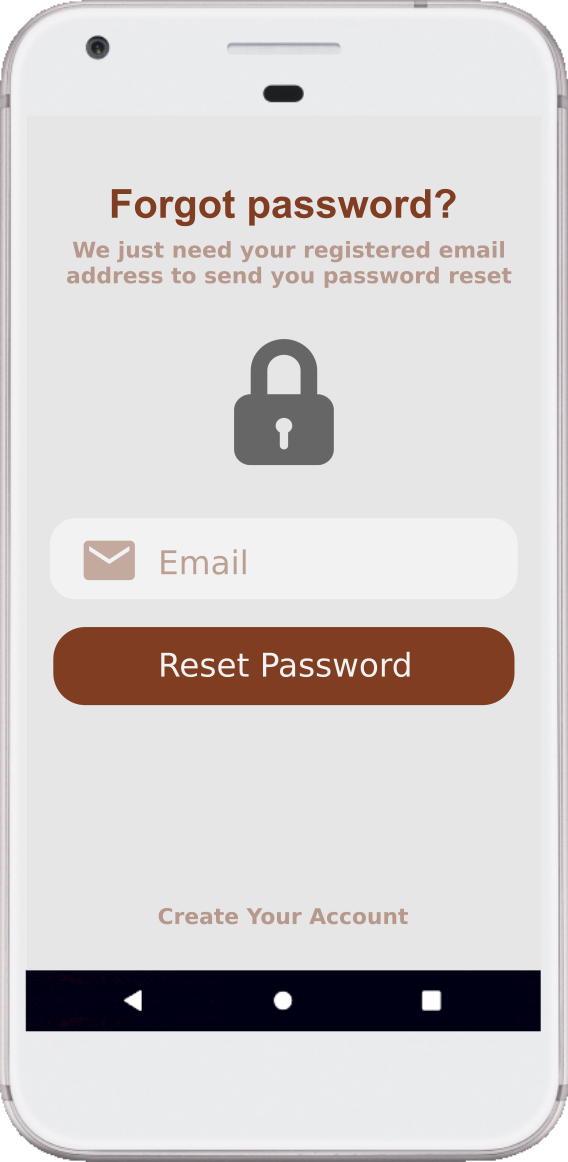 Forgot password?
We just need your registered email
address to send you password reset
Email
Reset Password
Create Your Account